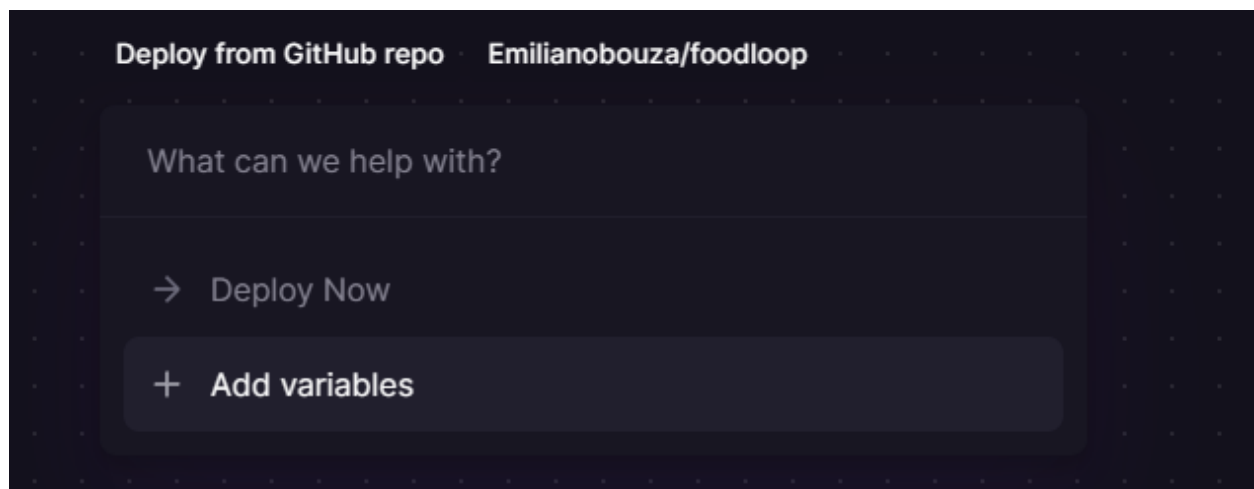 Deploy from GitHub repo Emilianobouza/foodloop
What can we help with?
Deploy Now
Add variables